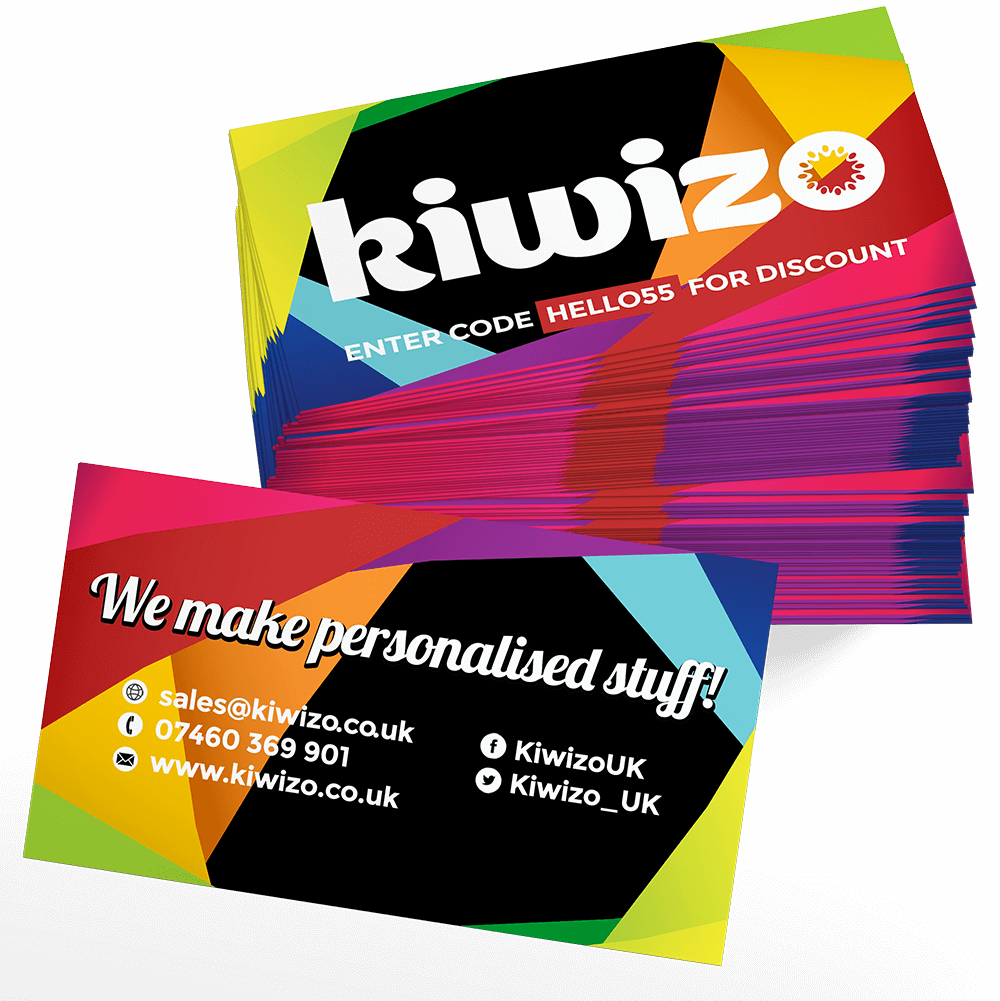 kiwizo
ENTER CODE HELLO55 FOR DISCOUNT
We make personalised stuff!
sales@kiwizo.co.uk
07460 369 901
www.kiwizo.co.uk
KiwizoUK
Kiwizo_UK